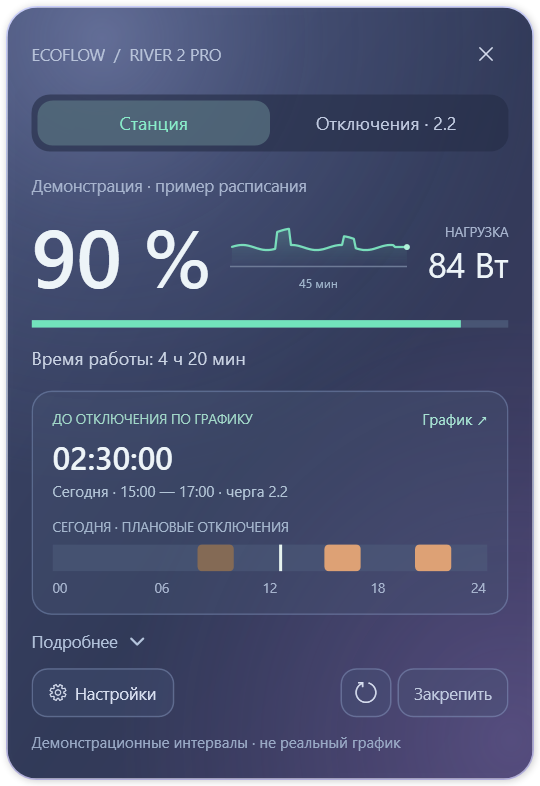 ECOFLOW / RIVER 2 PRO
Станция
Отключения · 2.2
Демонстрация · пример расписания
90 %
45 мин
НАГРУЗКА
84 Вт
Время работы: 4 ч 20 мин
ДО ОТКЛЮЧЕНИЯ ПО ГРАФИКУ
График ↗
02:30:00
Сегодня · 15:00 — 17:00 · черга 2.2
СЕГОДНЯ · ПЛАНОВЫЕ ОТКЛЮЧЕНИЯ
00 06 12 18 24
Подробнее
Настройки
Закрепить
Демонстрационные интервалы · не реальный график